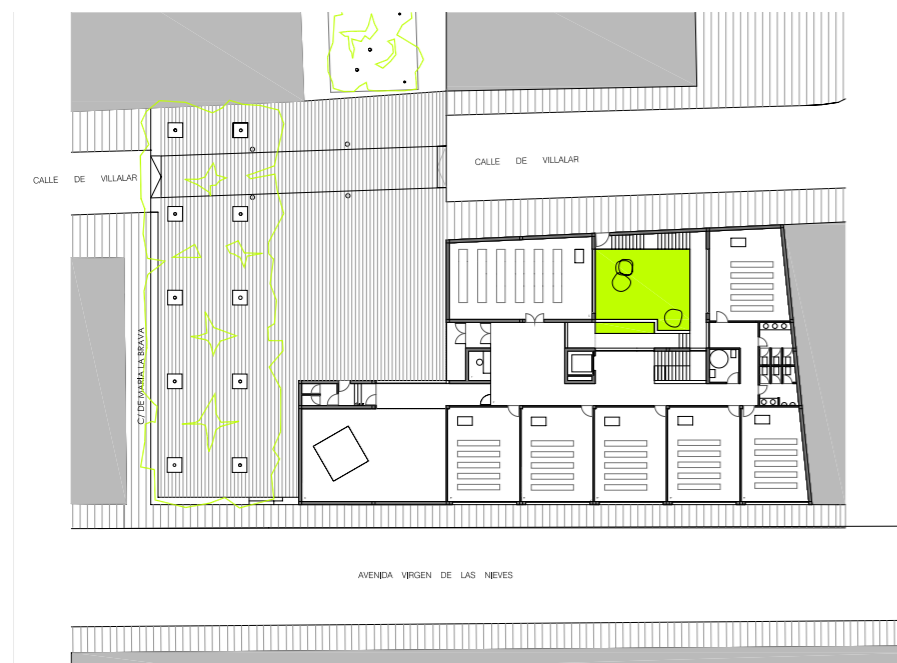 CALLE DE VILLALAR
CALLE DE VILLALAR
C/ DE MARÍA LA BRAVA
AVENIDA VIRGEN DE LAS NIEVES